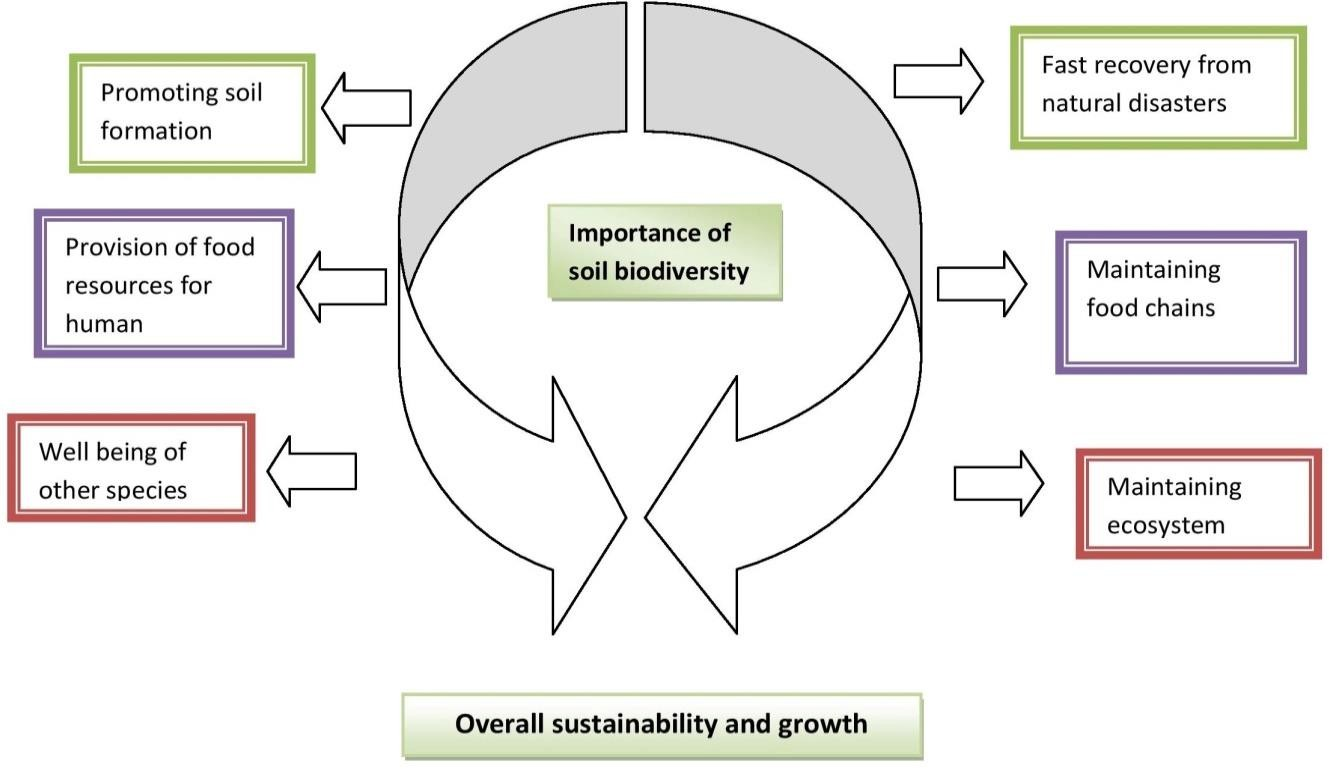 Promoting soil
formation
Fast recovery from
natural disasters
Provision of food
resources for
human
Importance of
soil biodiversity
Maintaining
food chains
Well being of
other species
Maintaining
ecosystem
Overall sustainability and growth